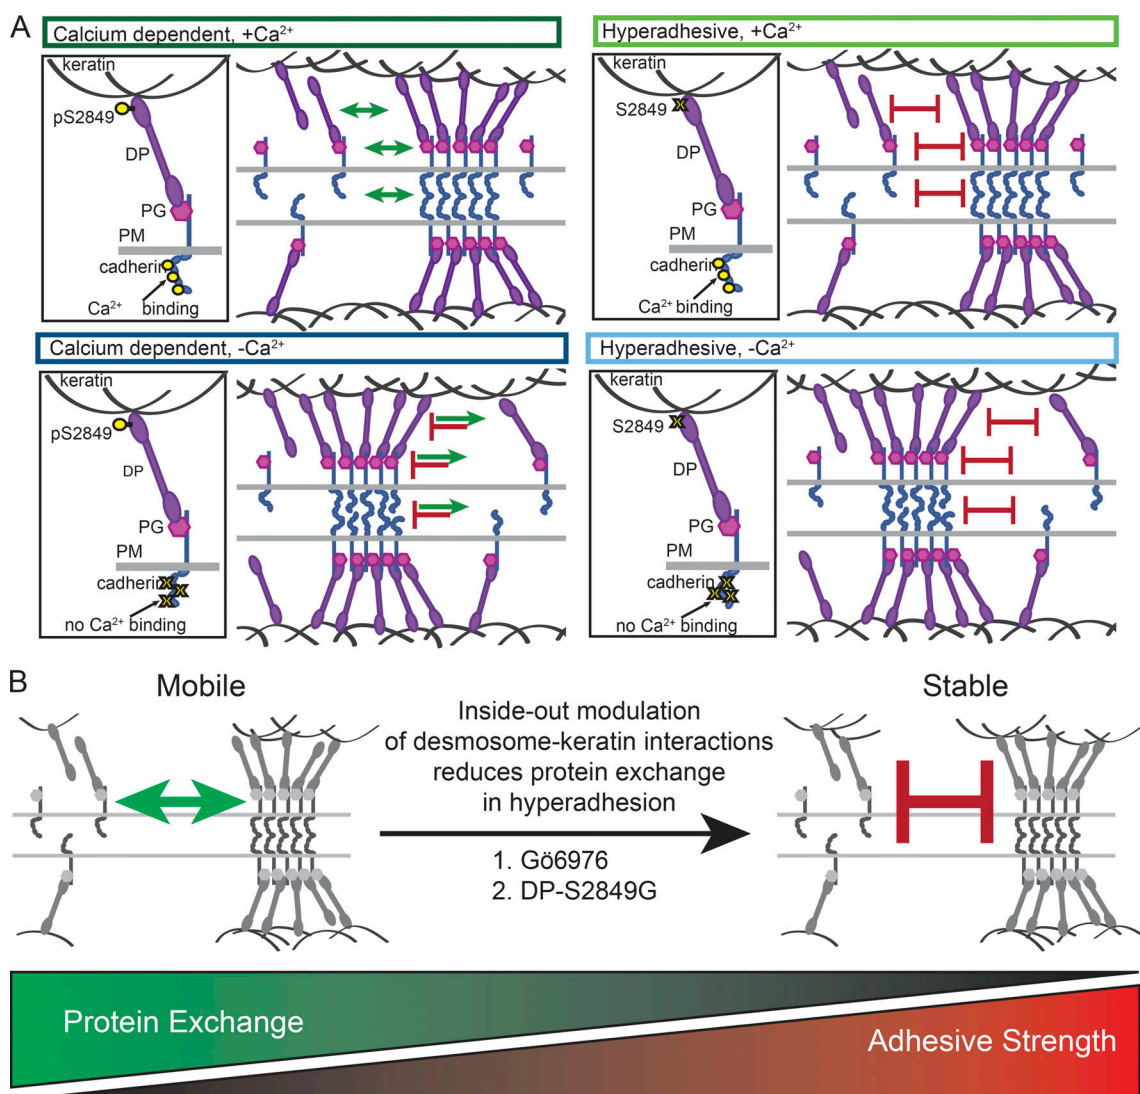 A
Calcium dependent, +Ca²⁺
keratin
pS2849
DP
PG
PM
cadherin
Ca²⁺ binding
Hyperadhesive, +Ca²⁺
keratin
S2849
DP
PG
PM
cadherin
Ca²⁺ binding
Calcium dependent, -Ca²⁺
keratin
pS2849
DP
PG
PM
cadherin
no Ca²⁺ binding
Hyperadhesive, -Ca²⁺
keratin
S2849
DP
PG
PM
cadherin
no Ca²⁺ binding
B
Mobile
Inside-out modulation
of desmosome-keratin interactions
reduces protein exchange
in hyperadhesion
1. Gö6976
2. DP-S2849G
Stable
Protein Exchange
Adhesive Strength